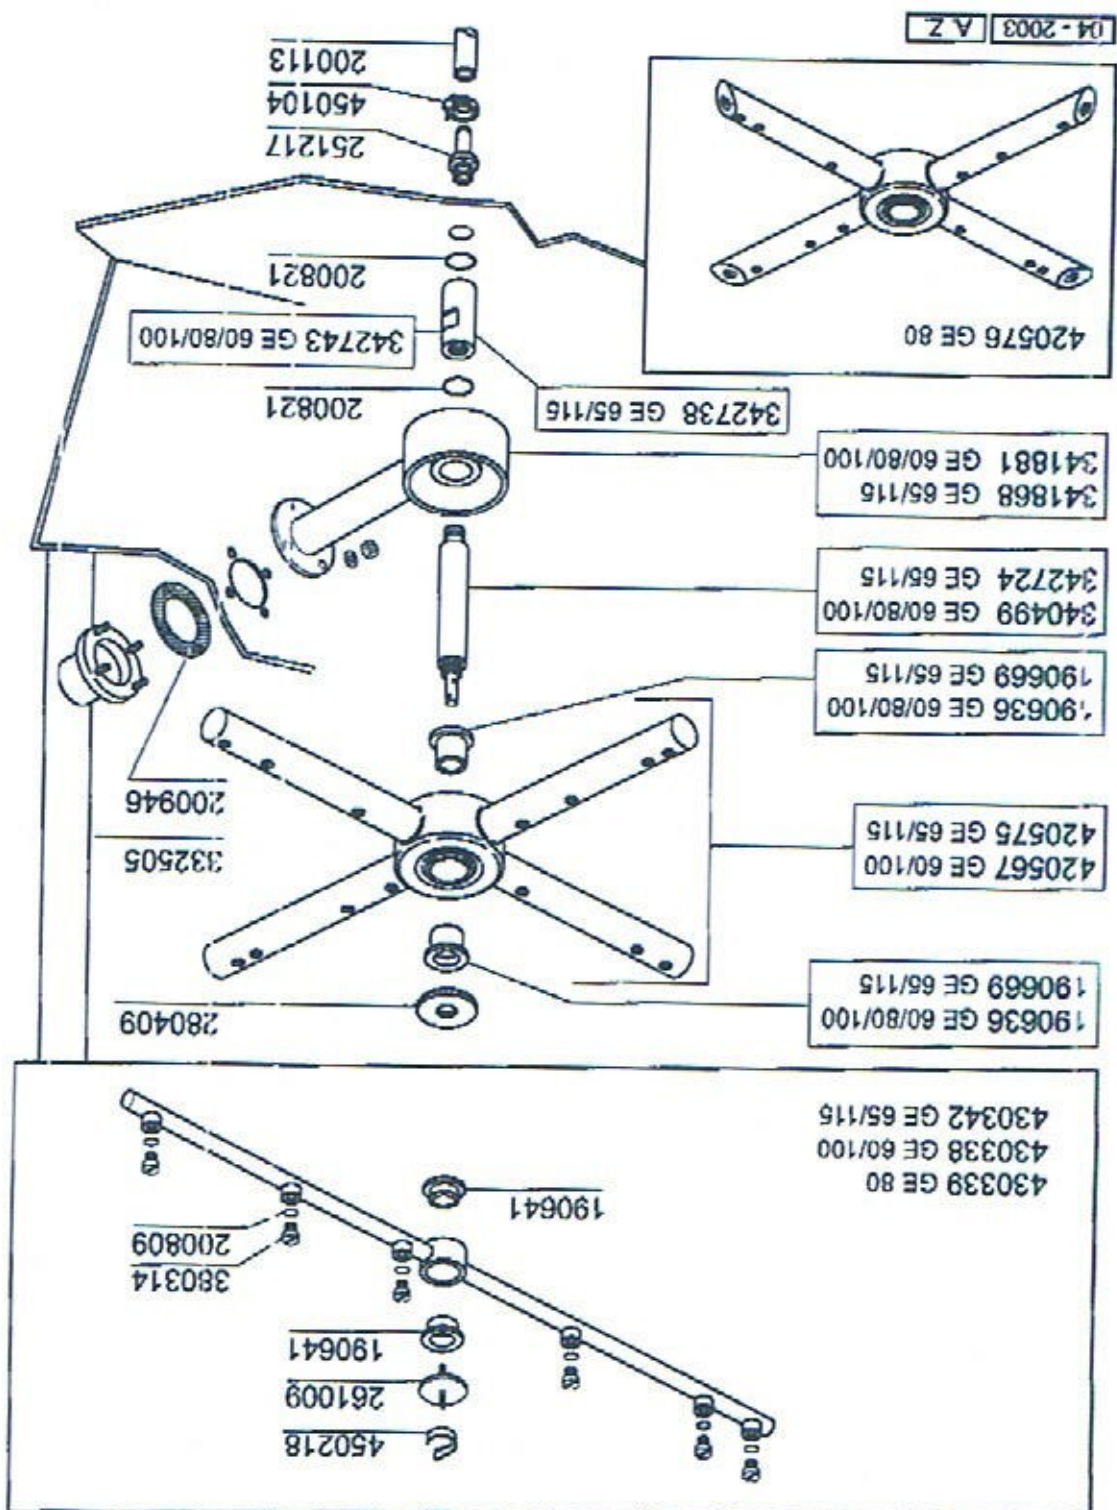 450218
261009
190641
380314
200809
190641
430339 GE 80
430338 GE 60/100
430342 GE 65/115
280409
190636 GE 60/80/100
190669 GE 65/115
420567 GE 60/100
420575 GE 65/115
332505
200946
190636 GE 60/80/100
190669 GE 65/115
340499 GE 60/80/100
342724 GE 65/115
341868 GE 65/115
341881 GE 60/80/100
342738 GE 65/115
200821
342743 GE 60/80/100
200821
420576 GE 80
251217
450104
200113
04 - 2003
A Z